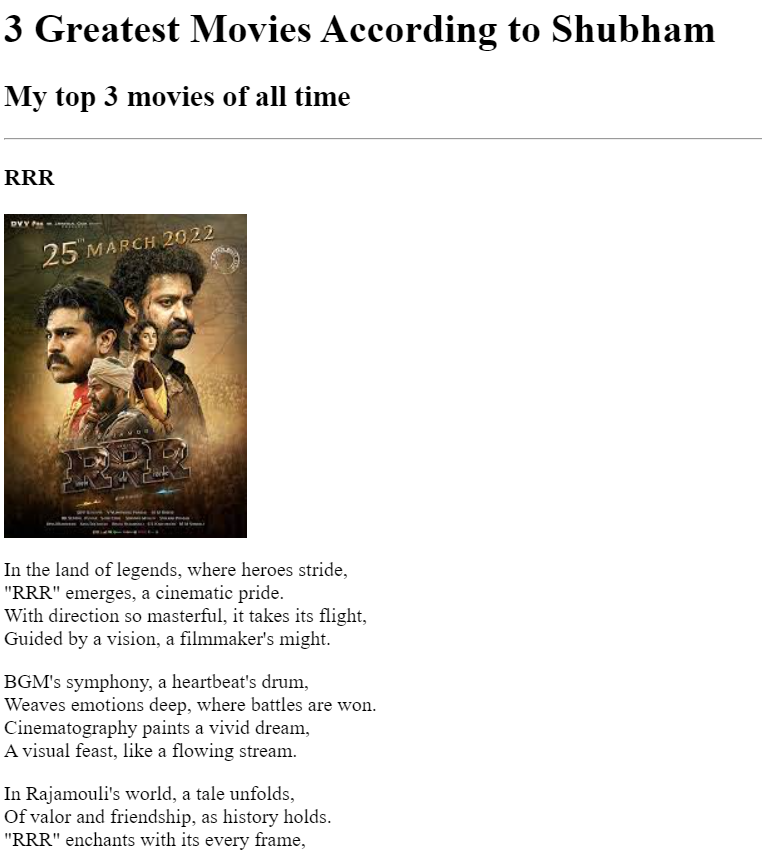 3 Greatest Movies According to Shubham
My top 3 movies of all time
RRR
25TH MARCH 2022
RRR
In the land of legends, where heroes stride,
"RRR" emerges, a cinematic pride.
With direction so masterful, it takes its flight,
Guided by a vision, a filmmaker's might.
BGM's symphony, a heartbeat's drum,
Weaves emotions deep, where battles are won.
Cinematography paints a vivid dream,
A visual feast, like a flowing stream.
In Rajamouli's world, a tale unfolds,
Of valor and friendship, as history holds.
"RRR" enchants with its every frame,